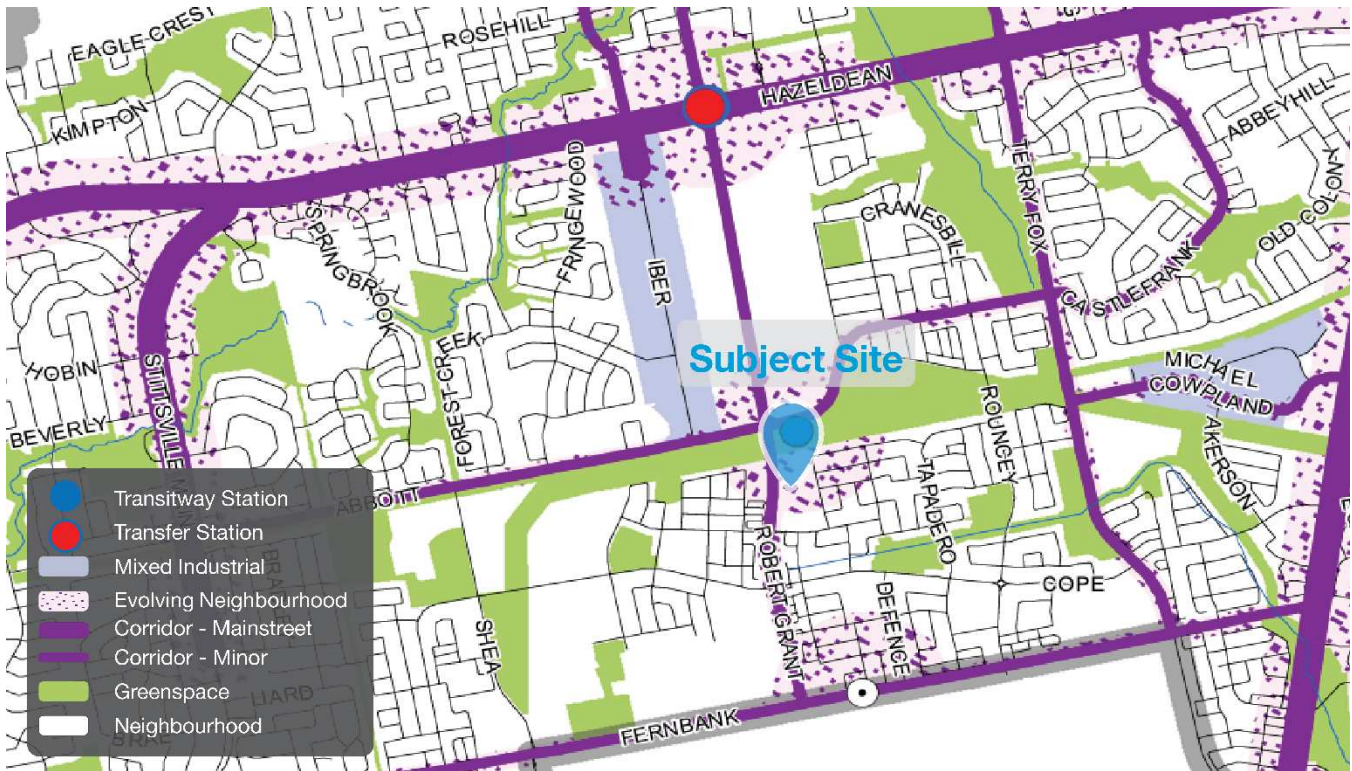 EAGLE CREST
ROSEHILL
KIMPTON
HAZELDEAN
ABBEYHILL
FRINGEWOOD
TERRY FOX
OLD COLONY
SPRINGBROOK
CRANESBILL
IBER
CASTLEFRANK
Subject Site
HOBIN
CREEK
FOREST
MICHAEL
COWPLAND
STITTSVILLE
BEVERLY
ROUNCEY
AKERSON
TAPADERO
ABBOTT
ROBERT GRANT
COPE
DEFENCE
SHEA
FERNBANK
Transitway Station
Transfer Station
Mixed Industrial
Evolving Neighbourhood
Corridor - Mainstreet
Corridor - Minor
Greenspace
LIARD
Neighbourhood
BRAE